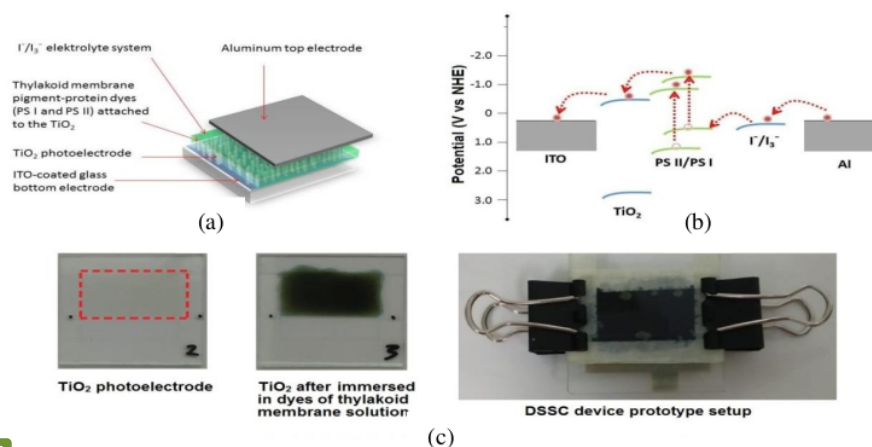 I⁻/I₃⁻ elektrolyte system
Aluminum top electrode
Thylakoid membrane
pigment-protein dyes
(PS I and PS II) attached
to the TiO₂
TiO₂ photoelectrode
ITO-coated glass
bottom electrode
(a)
Potential (V vs NHE)
-2.0
-1.0
0
1.0
2.0
3.0
ITO
TiO₂
PS II/PS I
I⁻/I₃⁻
Al
(b)
2
TiO₂ photoelectrode
3
TiO₂ after immersed
in dyes of thylakoid
membrane solution
DSSC device prototype setup
(c)